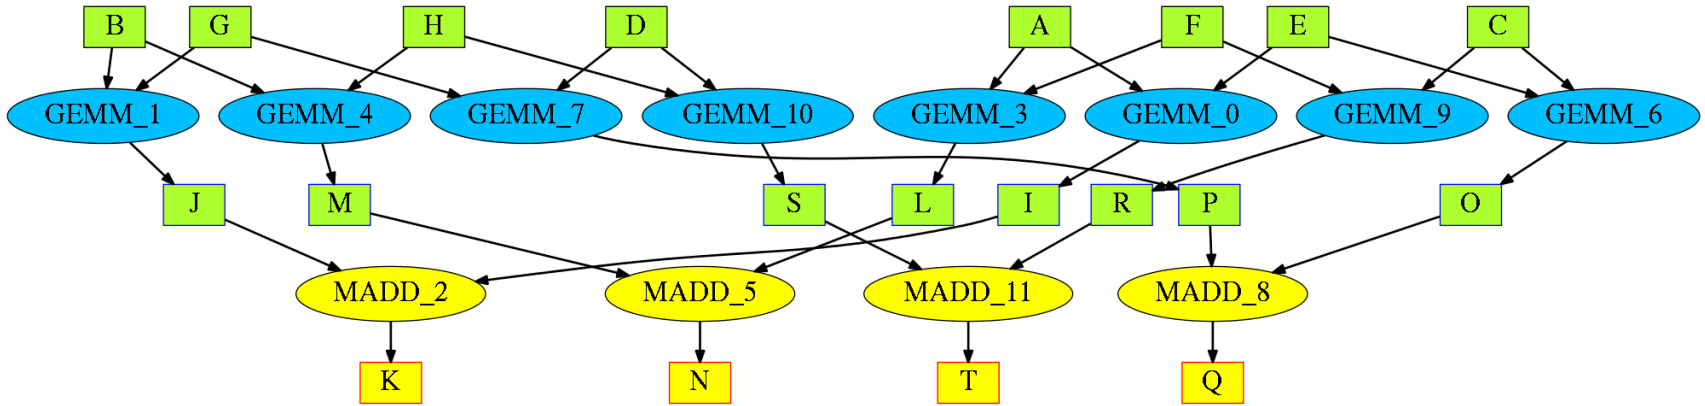 B G H D A F E C
GEMM_1 GEMM_4 GEMM_7 GEMM_10 GEMM_3 GEMM_0 GEMM_9 GEMM_6
J M S L I R P O
MADD_2 MADD_5 MADD_11 MADD_8
K N T Q